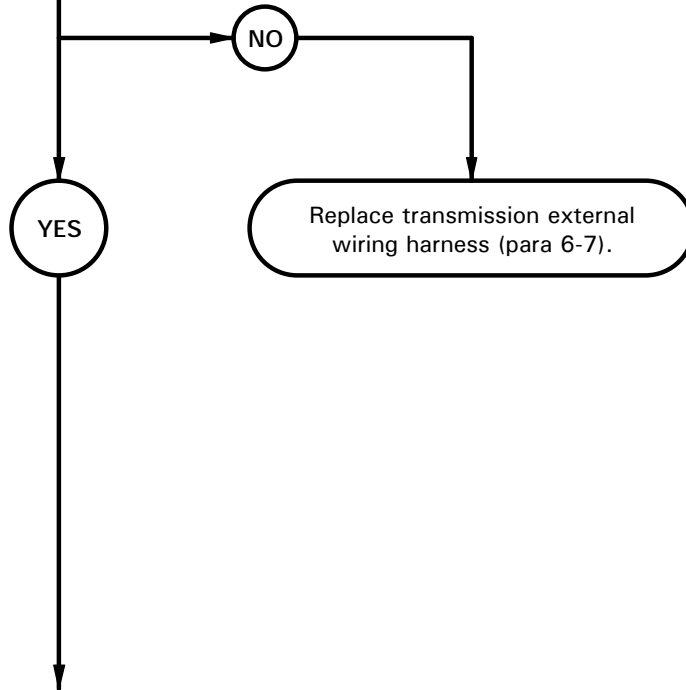 NO
YES
Replace transmission external
wiring harness (para 6-7).